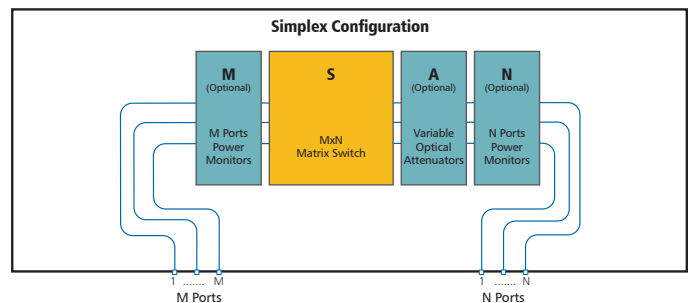 Simplex Configuration
M
(Optional)
M Ports
Power
Monitors
S
MxN
Matrix Switch
A
(Optional)
Variable
Optical
Attenuators
N
(Optional)
N Ports
Power
Monitors
1 ....... M
M Ports
1 ....... N
N Ports